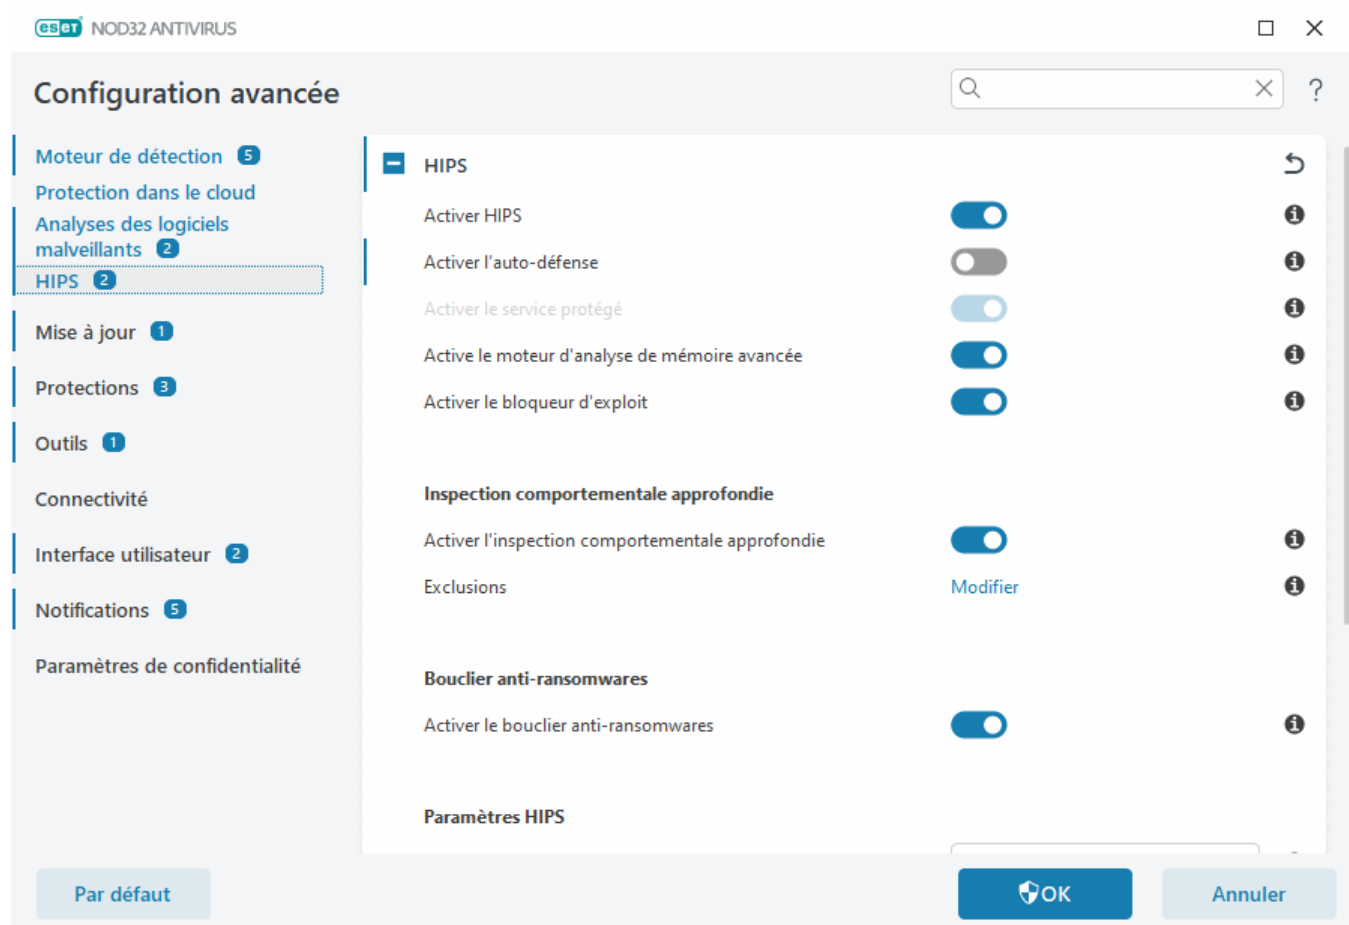 eseT NOD32 ANTIVIRUS
Configuration avancée
?
Moteur de détection 5
Protection dans le cloud
Analyses des logiciels
malveillants 2
HIPS 2
Mise à jour 1
Protections 3
Outils 1
Connectivité
Interface utilisateur 2
Notifications 5
Paramètres de confidentialité
HIPS
Activer HIPS
Activer l'auto-défense
Activer le service protégé
Active le moteur d'analyse de mémoire avancée
Activer le bloqueur d'exploit
Inspection comportementale approfondie
Activer l'inspection comportementale approfondie
Exclusions Modifier
Bouclier anti-ransomwares
Activer le bouclier anti-ransomwares
Paramètres HIPS
Par défaut
OK
Annuler